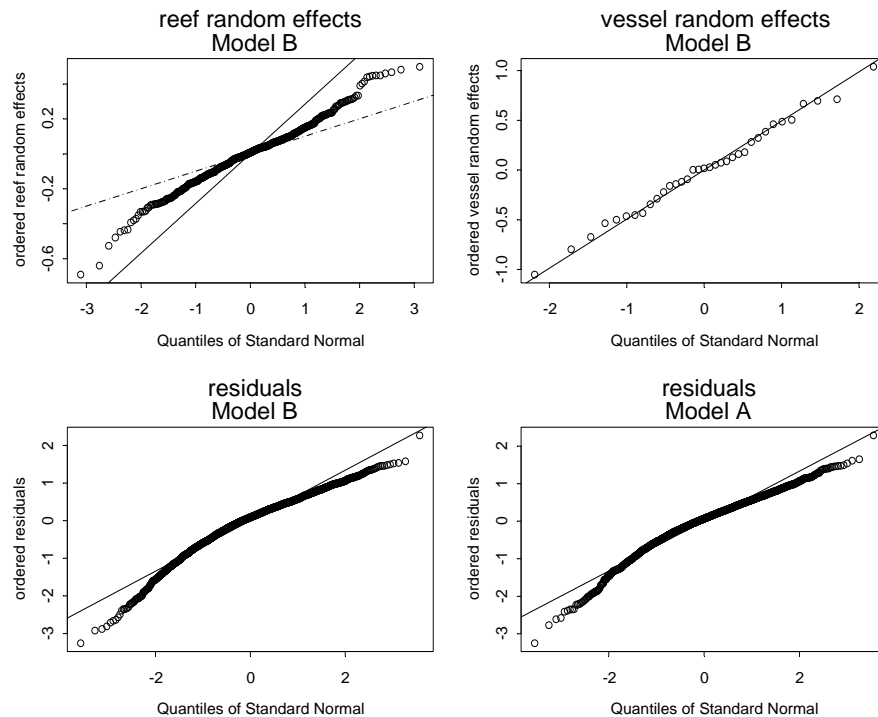 reef random effects
Model B
ordered reef random effects
0.2
-0.2
-0.6
-3 -2 -1 0 1 2 3
Quantiles of Standard Normal
vessel random effects
Model B
ordered vessel random effects
1.0
0.5
0.0
-0.5
-1.0
-2 -1 0 1 2
Quantiles of Standard Normal
residuals
Model B
ordered residuals
2
1
0
-1
-2
-3
-2 0 2
Quantiles of Standard Normal
residuals
Model A
ordered residuals
2
1
0
-1
-2
-3
-2 0 2
Quantiles of Standard Normal